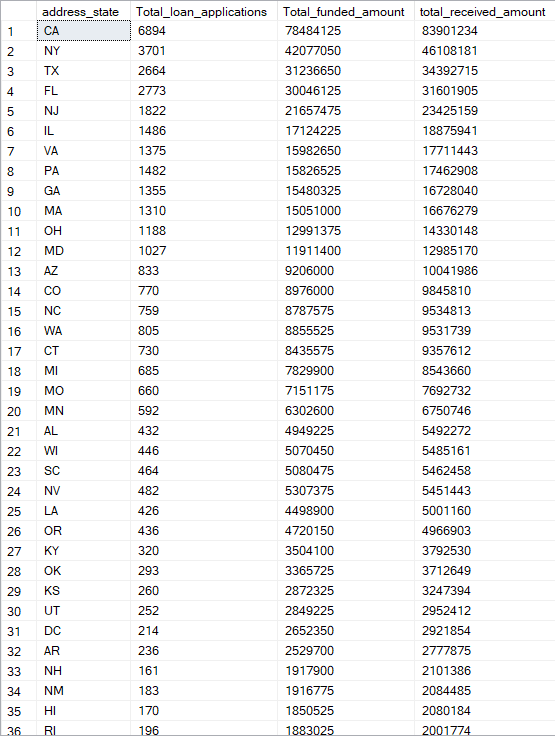 address_state Total_loan_applications Total_funded_amount total_received_amount
1 CA 6894 78484125 83901234
2 NY 3701 42077050 46108181
3 TX 2664 31236650 34392715
4 FL 2773 30046125 31601905
5 NJ 1822 21657475 23425159
6 IL 1486 17124225 18875941
7 VA 1375 15982650 17711443
8 PA 1482 15826525 17462908
9 GA 1355 15480325 16728040
10 MA 1310 15051000 16676279
11 OH 1188 12991375 14330148
12 MD 1027 11911400 12985170
13 AZ 833 9206000 10041986
14 CO 770 8976000 9845810
15 NC 759 8787575 9534813
16 WA 805 8855525 9531739
17 CT 730 8435575 9357612
18 MI 685 7829900 8543660
19 MO 660 7151175 7692732
20 MN 592 6302600 6750746
21 AL 432 4949225 5492272
22 WI 446 5070450 5485161
23 SC 464 5080475 5462458
24 NV 482 5307375 5451443
25 LA 426 4498900 5001160
26 OR 436 4720150 4966903
27 KY 320 3504100 3792530
28 OK 293 3365725 3712649
29 KS 260 2872325 3247394
30 UT 252 2849225 2952412
31 DC 214 2652350 2921854
32 AR 236 2529700 2777875
33 NH 161 1917900 2101386
34 NM 183 1916775 2084485
35 HI 170 1850525 2080184
36 RI 196 1883025 2001774